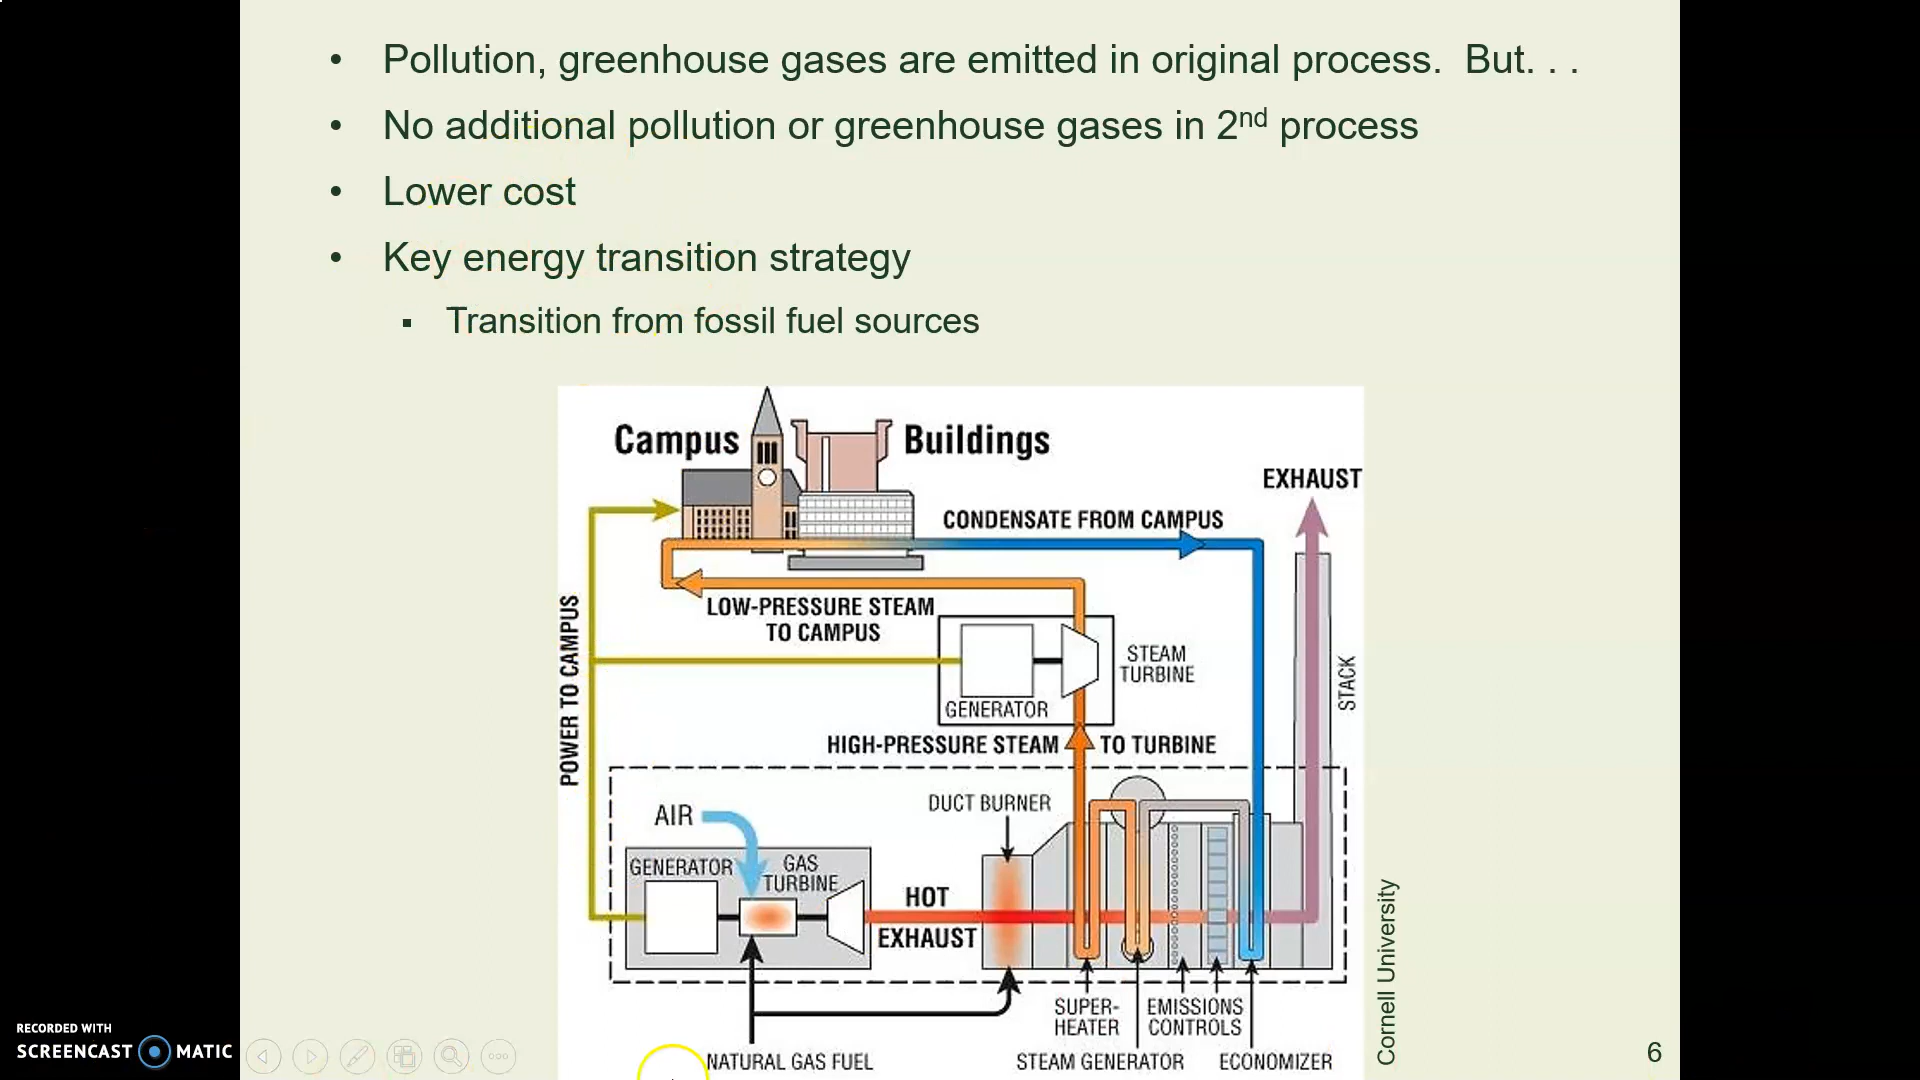 • Pollution, greenhouse gases are emitted in original process.  But. . .
• No additional pollution or greenhouse gases in 2nd process
• Lower cost
• Key energy transition strategy
▪ Transition from fossil fuel sources
Campus Buildings
EXHAUST
CONDENSATE FROM CAMPUS
LOW-PRESSURE STEAM
TO CAMPUS
POWER TO CAMPUS
STEAM
TURBINE
STACK
GENERATOR
HIGH-PRESSURE STEAM TO TURBINE
DUCT BURNER
AIR
GENERATOR
GAS
TURBINE
HOT
EXHAUST
SUPER-
HEATER
EMISSIONS
CONTROLS
NATURAL GAS FUEL
STEAM GENERATOR
ECONOMIZER
Cornell University
RECORDED WITH
SCREENCAST MATIC
6